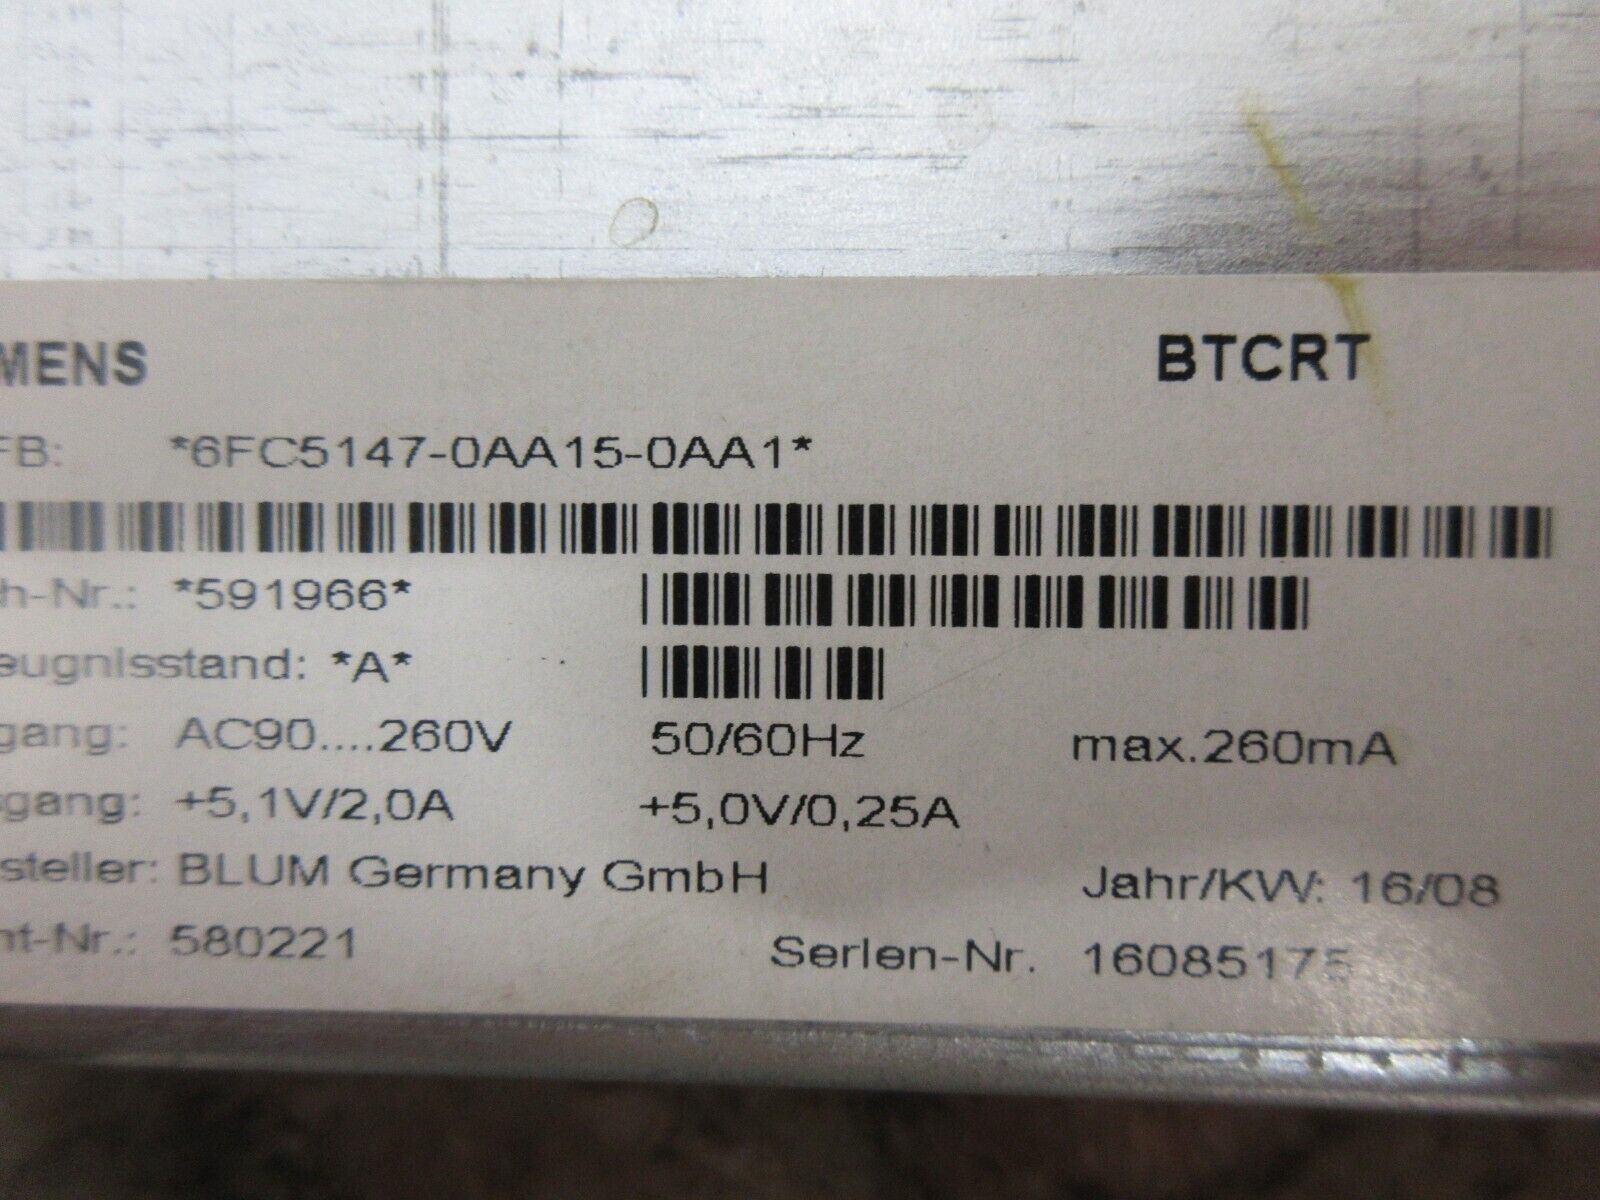 MENS BTCRT
FB: *6FC5147-0AA15-0AA1*
h-Nr.: *591966*
eugnisstand: *A*
gang: AC90....260V 50/60Hz max.260mA
gang: +5,1V/2,0A +5,0V/0,25A
steller: BLUM Germany GmbH Jahr/KW: 16/08
nt-Nr.: 580221 Serien-Nr. 16085175